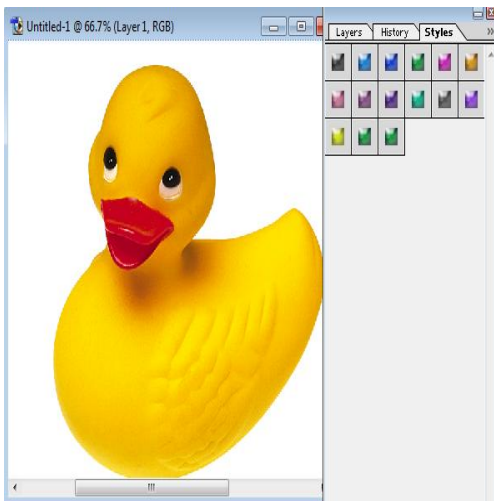 Untitled-1 @ 66.7% (Layer 1, RGB)
Layers History Styles